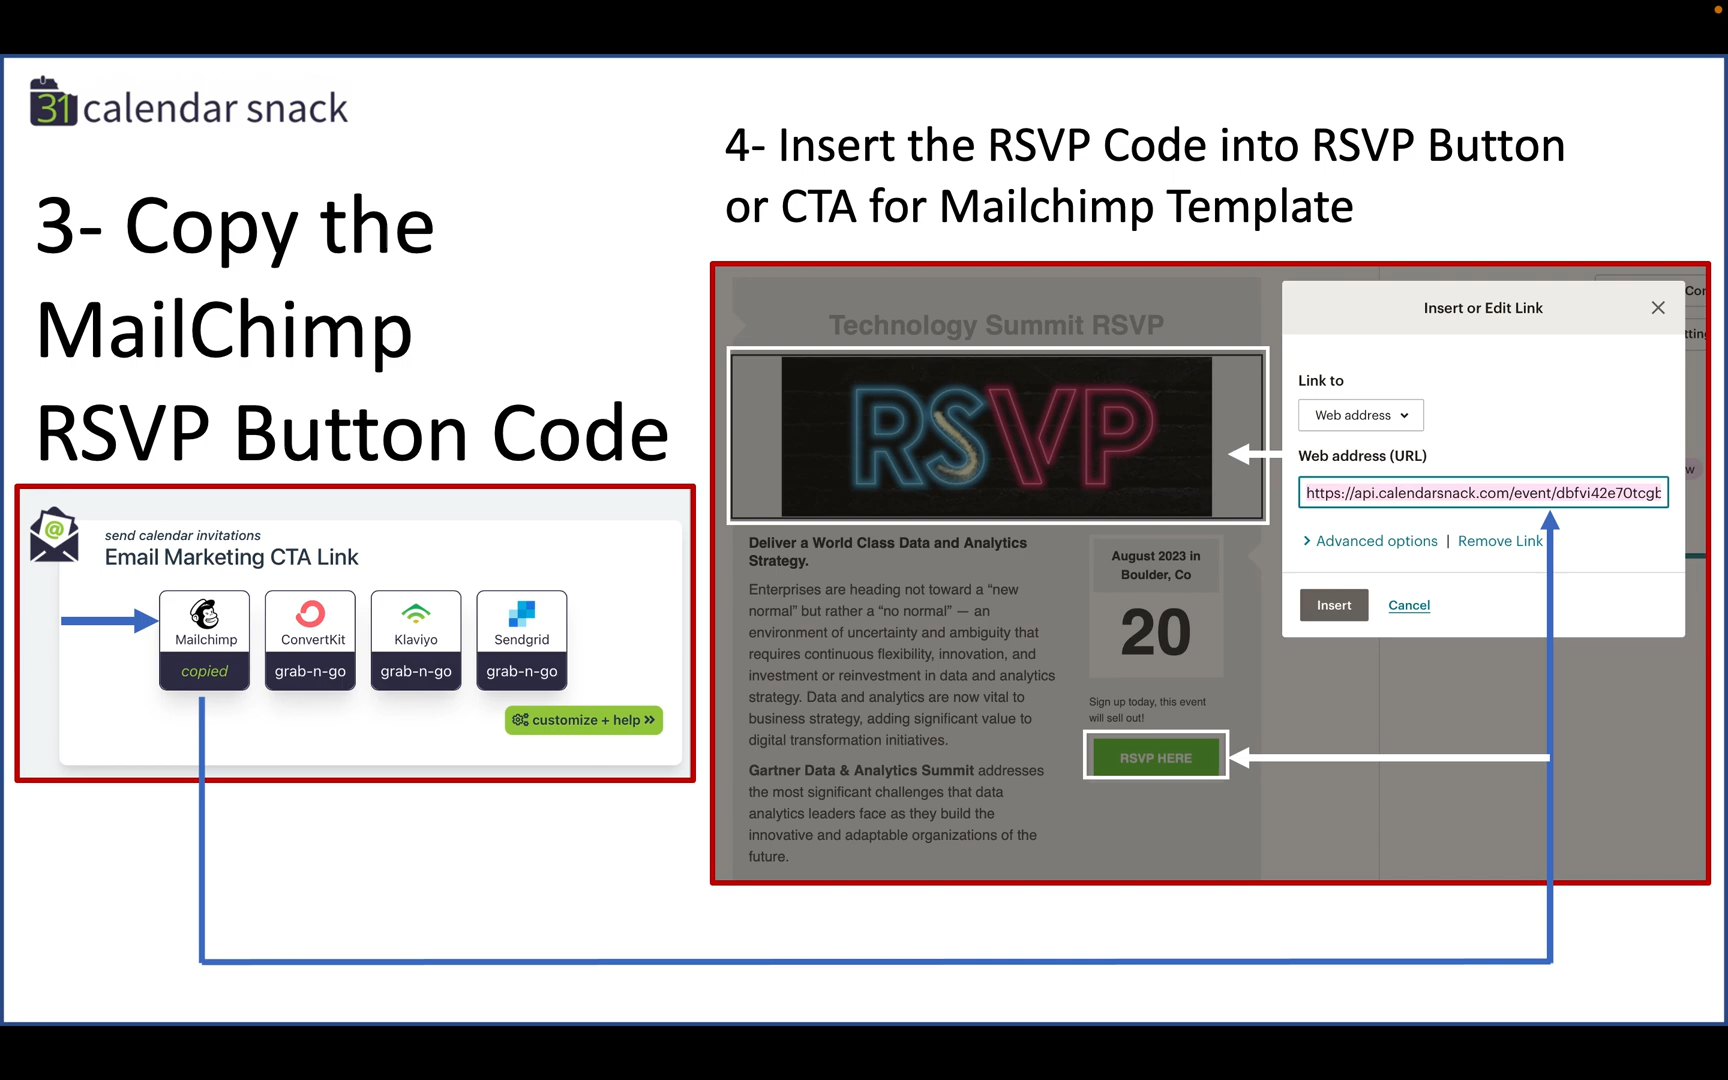 31 calendar snack
3- Copy the
MailChimp
RSVP Button Code
send calendar invitations
Email Marketing CTA Link
Mailchimp
copied
ConvertKit
grab-n-go
Klaviyo
grab-n-go
Sendgrid
grab-n-go
customize + help »
4- Insert the RSVP Code into RSVP Button
or CTA for Mailchimp Template
Technology Summit RSVP
RSVP
Deliver a World Class Data and Analytics
Strategy.
Enterprises are heading not toward a “new
normal” but rather a “no normal” — an
environment of uncertainty and ambiguity that
requires continuous flexibility, innovation, and
investment or reinvestment in data and analytics
strategy. Data and analytics are now vital to
business strategy, adding significant value to
digital transformation initiatives.
Gartner Data & Analytics Summit addresses
the most significant challenges that data
analytics leaders face as they build the
innovative and adaptable organizations of the
future.
August 2023 in
Boulder, Co
20
Sign up today, this event
will sell out!
RSVP HERE
Insert or Edit Link
Link to
Web address
Web address (URL)
https://api.calendarsnack.com/event/dbfvi42e70tcgb
Advanced options | Remove Link
Insert
Cancel